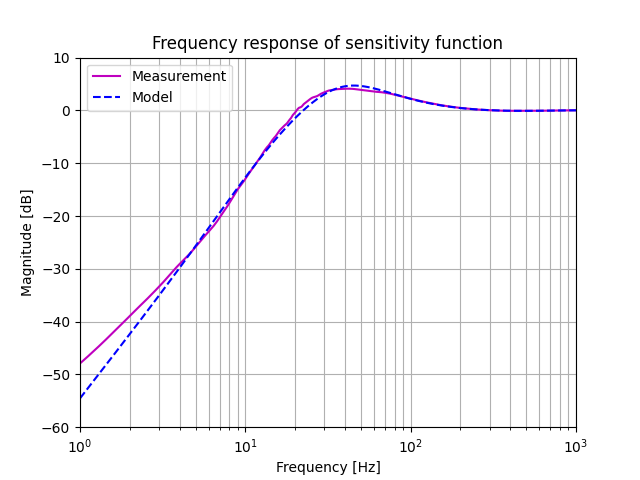 Frequency response of sensitivity function
Measurement
Model
Magnitude [dB]
10
0
−10
−20
−30
−40
−50
−60
10⁰ 10¹ 10² 10³
Frequency [Hz]